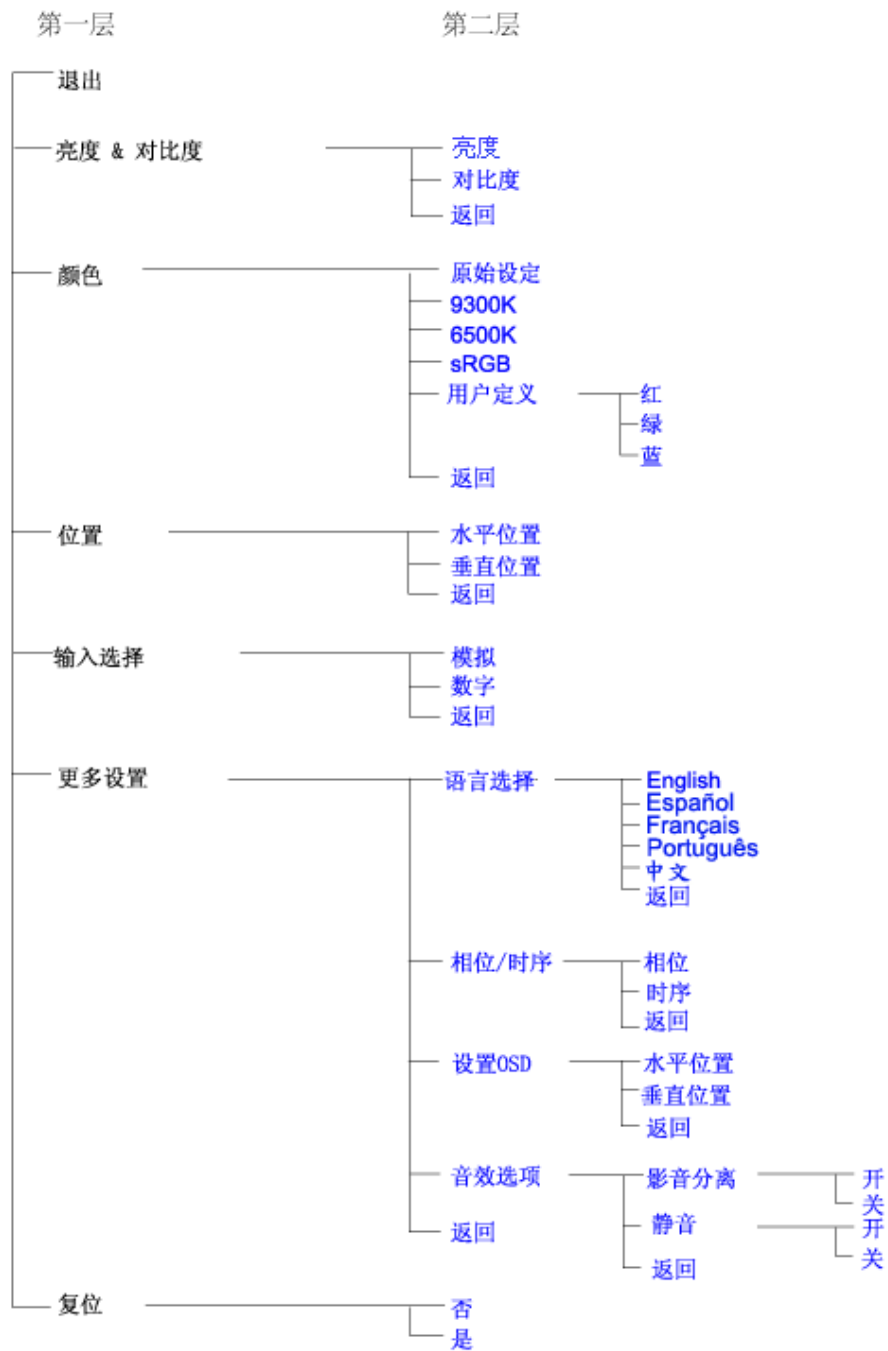 第一层 第二层
退出
亮度 & 对比度 亮度
对比度
返回
颜色 原始设定
9300K
6500K
sRGB
用户定义 红
绿
蓝
返回
位置 水平位置
垂直位置
返回
输入选择 模拟
数字
返回
更多设置 语言选择 English
Español
Français
Português
中文
返回
相位/时序 相位
时序
返回
设置OSD 水平位置
垂直位置
返回
音效选项 影音分离 开
关
静音 开
返回 关
返回
复位 否
是